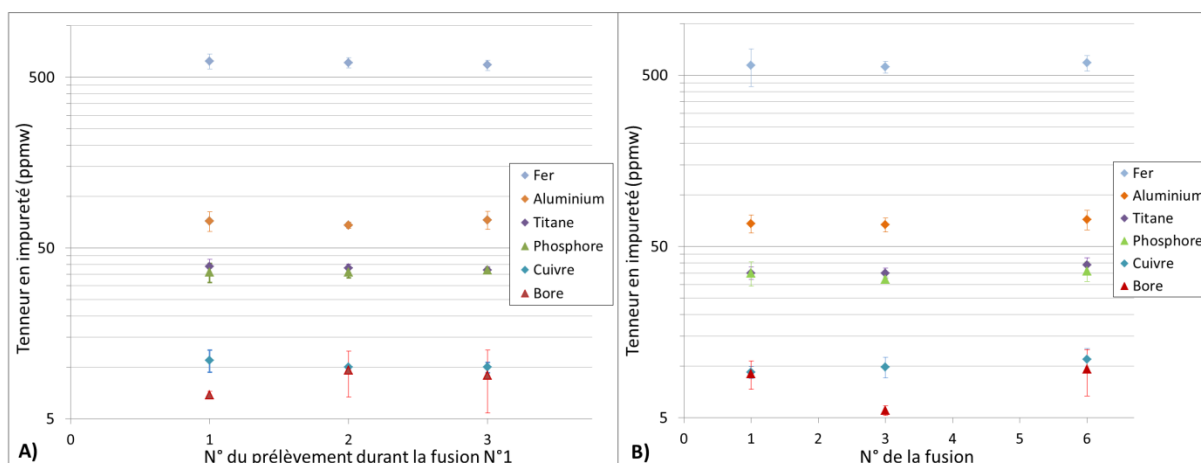 Tenneur en impureté (ppmw)
500
50
5
0
1
2
3
Fer
Aluminium
Titane
Phosphore
Cuivre
Bore
A)
N° du prélèvement durant la fusion N°1
Tenneur en impureté (ppmw)
500
50
5
0
1
2
3
4
5
6
Fer
Aluminium
Titane
Phosphore
Cuivre
Bore
B)
N° de la fusion